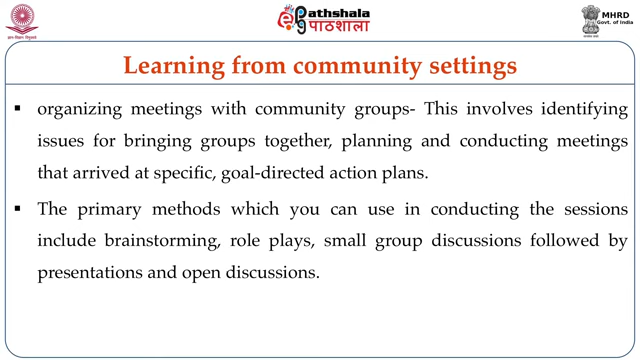 Pathshala
पाठशाला
MHRD
Govt. of India
Learning from community settings
▪ organizing meetings with community groups- This involves identifying
issues for bringing groups together, planning and conducting meetings
that arrived at specific, goal-directed action plans.
▪ The primary methods which you can use in conducting the sessions
include brainstorming, role plays, small group discussions followed by
presentations and open discussions.